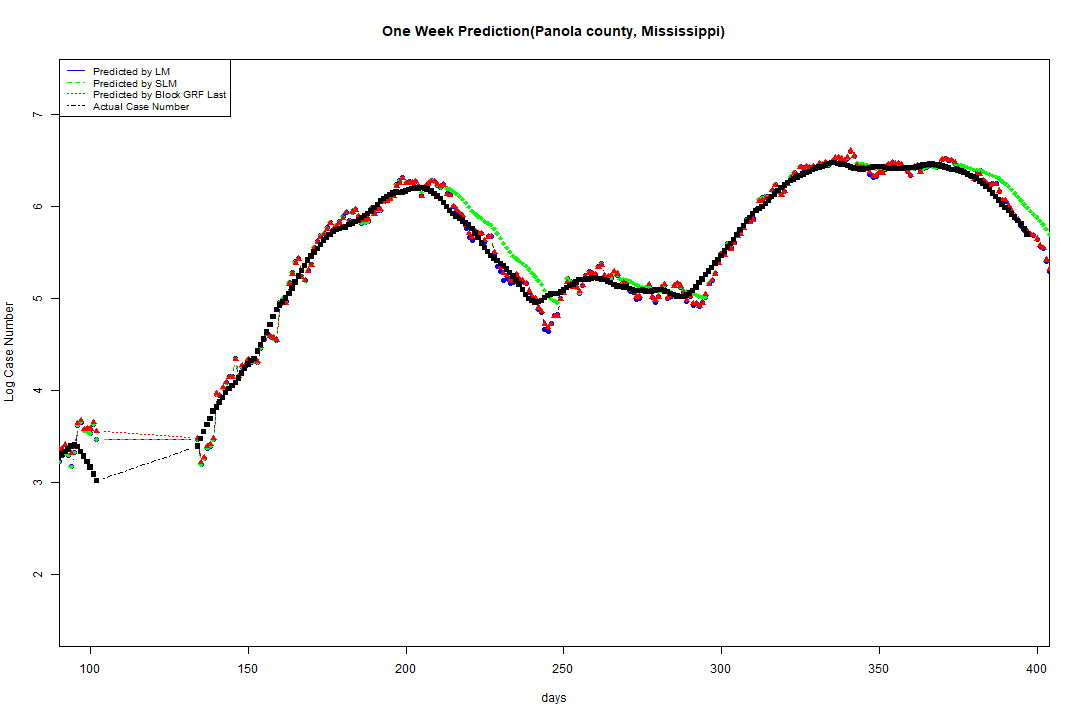 One Week Prediction(Panola county, Mississippi)
Predicted by LM
Predicted by SLM
Predicted by Block GRF Last
Actual Case Number
7
6
5
4
3
2
Log Case Number
100 150 200 250 300 350 400
days